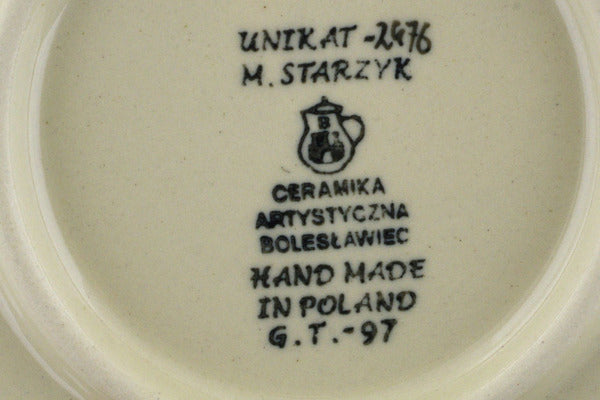 UNIKAT -2476
M. STARZYK
B
CERAMIKA
ARTYSTYCZNA
BOLESŁAWIEC
HAND MADE
IN POLAND
G.T.-97